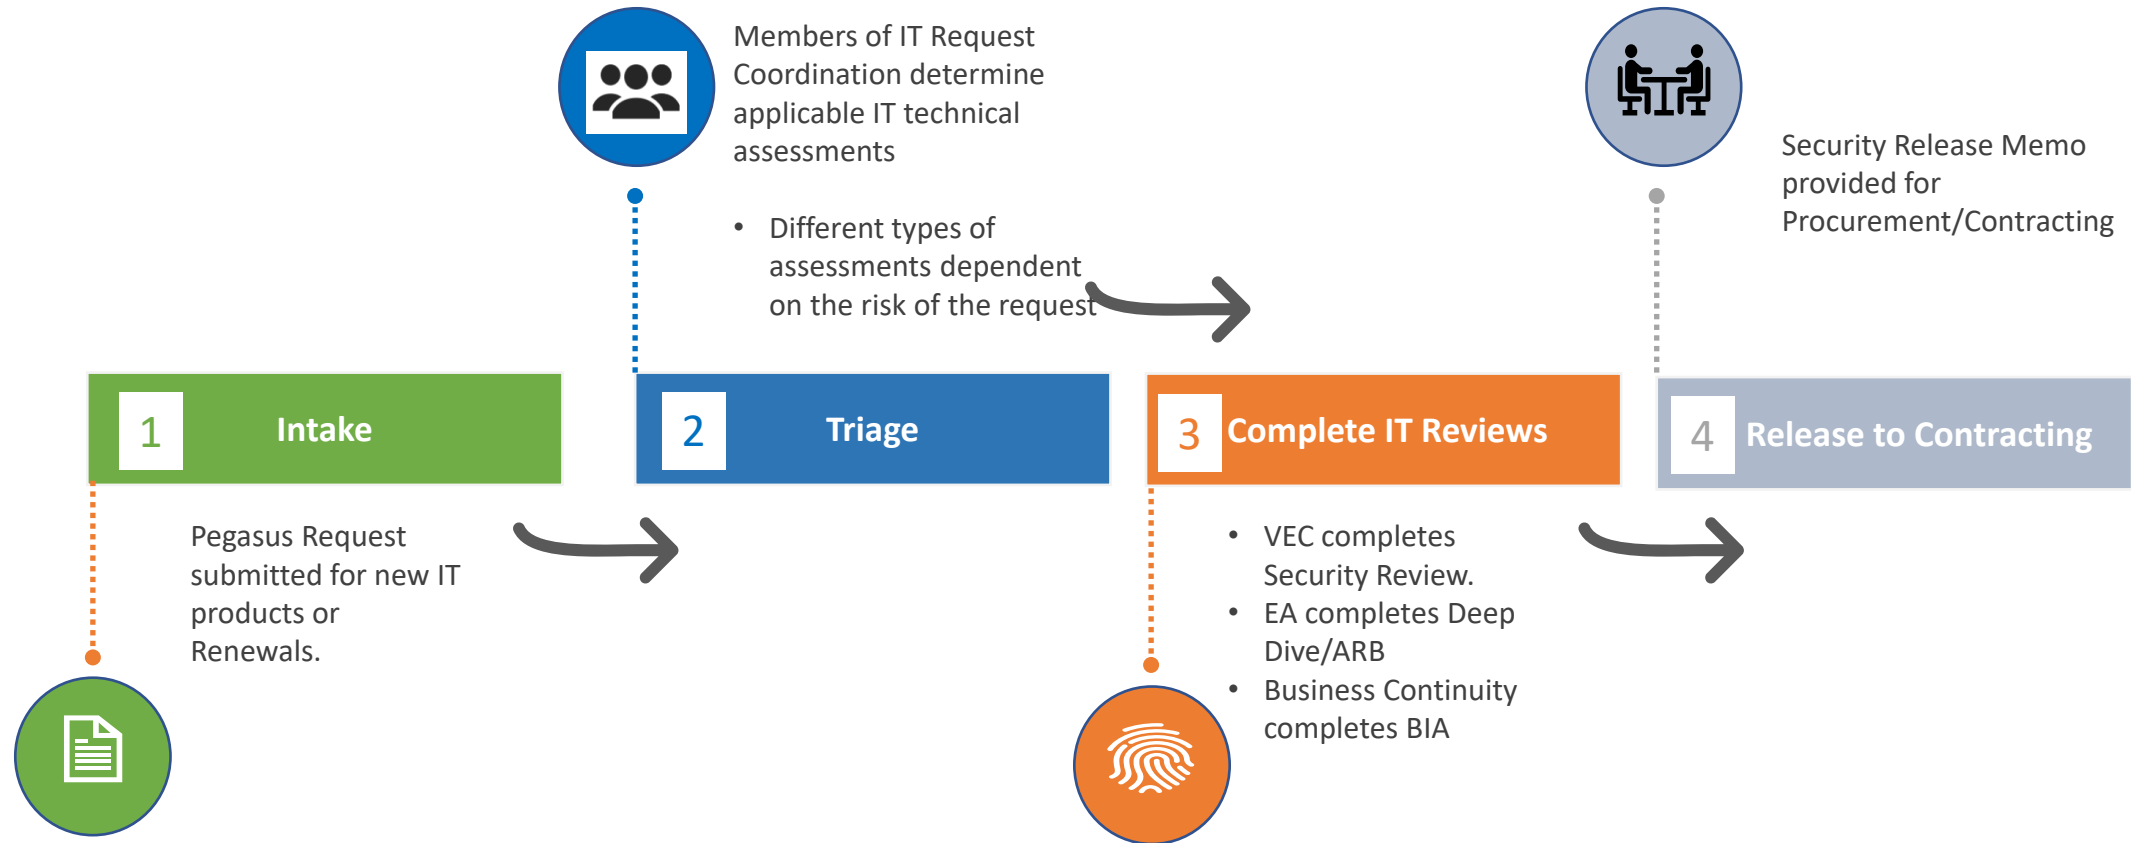 Members of IT Request
Coordination determine
applicable IT technical
assessments
• Different types of
assessments dependent
on the risk of the request
Security Release Memo
provided for
Procurement/Contracting
1 Intake
2 Triage
3 Complete IT Reviews
4 Release to Contracting
Pegasus Request
submitted for new IT
products or
Renewals.
• VEC completes
Security Review.
• EA completes Deep
Dive/ARB
• Business Continuity
completes BIA